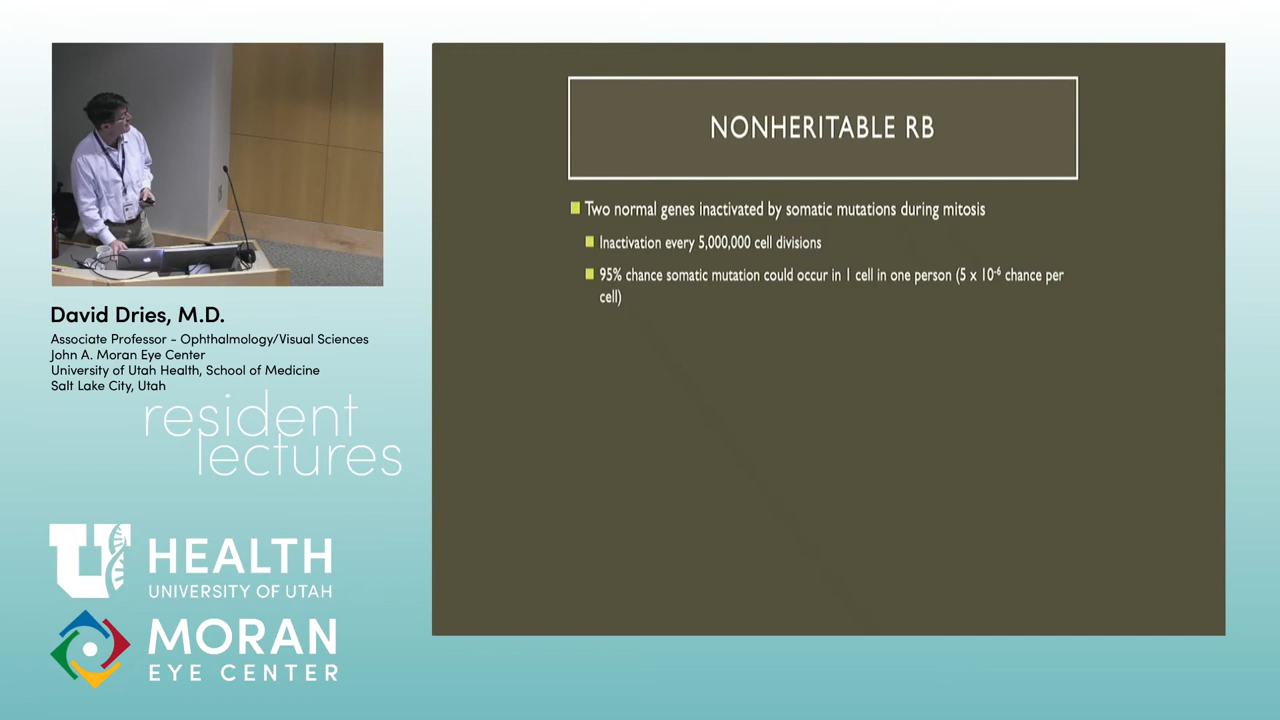 NONHERITABLE RB
Two normal genes inactivated by somatic mutations during mitosis
Inactivation every 5,000,000 cell divisions
95% chance somatic mutation could occur in 1 cell in one person (5 x 10-6 chance per
cell)
David Dries, M.D.
Associate Professor - Ophthalmology/Visual Sciences
John A. Moran Eye Center
University of Utah Health, School of Medicine
Salt Lake City, Utah
resident
lectures
U HEALTH
UNIVERSITY OF UTAH
MORAN
EYE CENTER